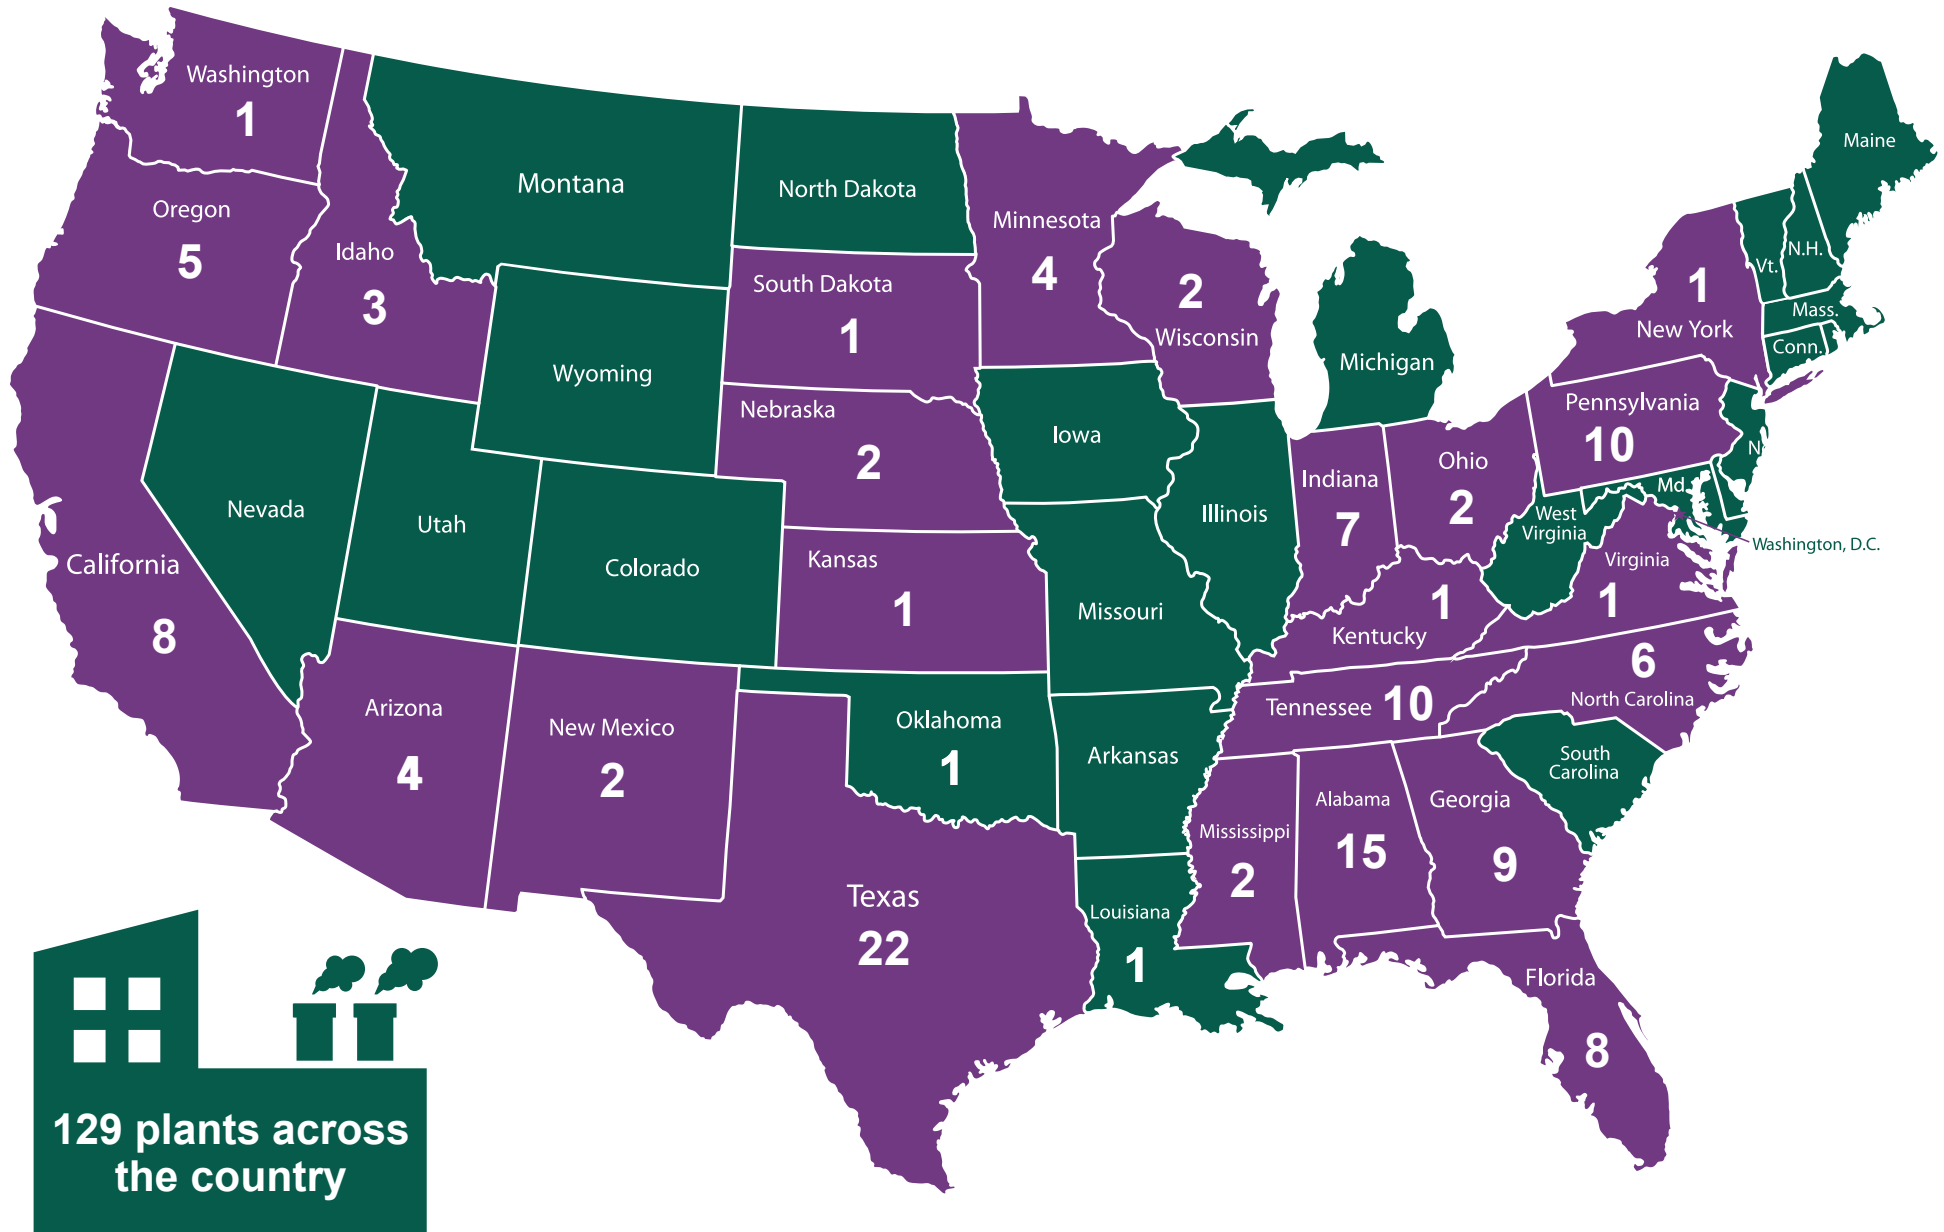 Washington
1
Oregon
5
Idaho
3
Montana
North Dakota
Minnesota
4
South Dakota
1
2
Wisconsin
Wyoming
Nebraska
2
Iowa
Michigan
Maine
N.H.
Vt.
1
New York
Mass.
Conn.
Pennsylvania
10
Ohio
2
Indiana
7
Illinois
Md.
West
Virginia
Washington, D.C.
Virginia
1
Nevada
Utah
Colorado
Kansas
1
Missouri
1
Kentucky
California
8
Arizona
4
New Mexico
2
Oklahoma
1
Arkansas
Tennessee 10
6
North Carolina
South
Carolina
Mississippi
2
Alabama
15
Georgia
9
Texas
22
Louisiana
1
Florida
8
129 plants across
the country